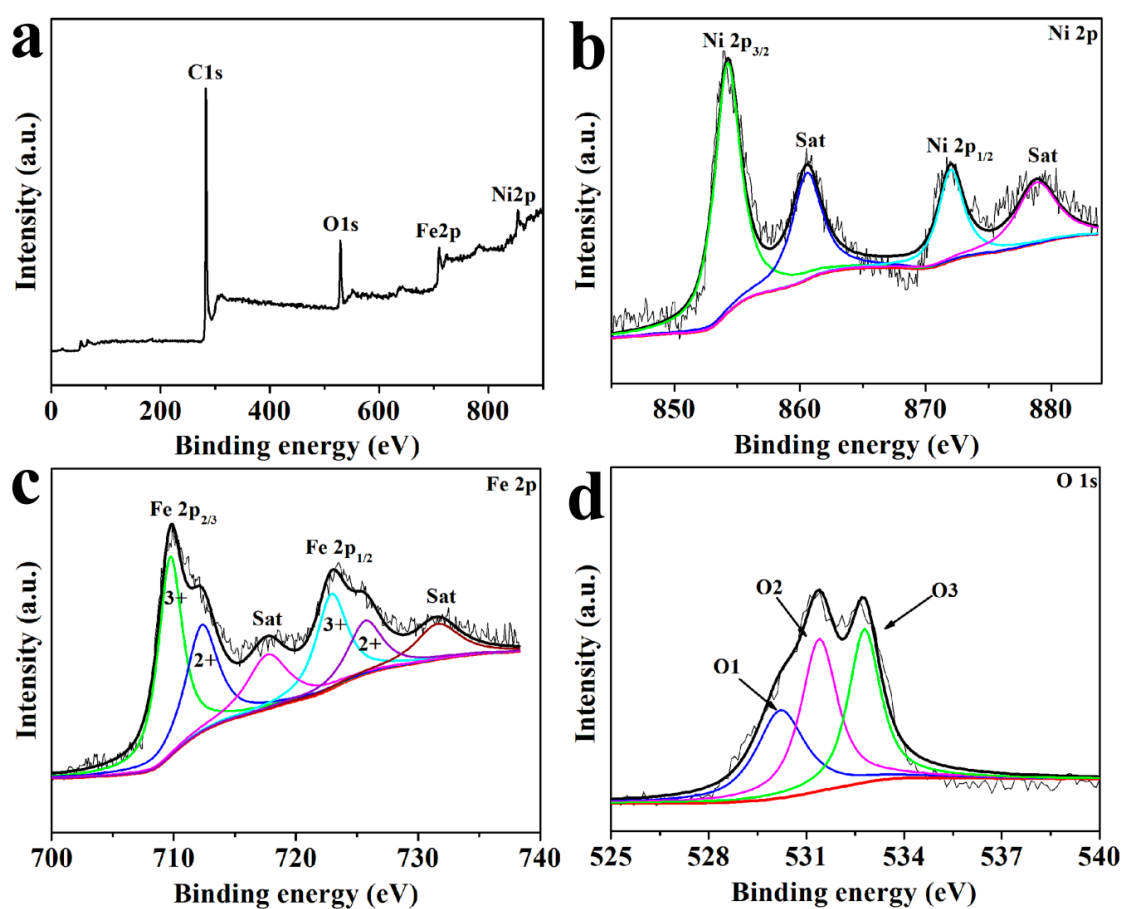 a
C1s
O1s
Fe2p
Ni2p
Intensity (a.u.)
0 200 400 600 800
Binding energy (eV)
b
Ni 2p
Ni 2p3/2
Sat
Ni 2p1/2
Sat
Intensity (a.u.)
850 860 870 880
Binding energy (eV)
c
Fe 2p
Fe 2p2/3
3+
2+
Sat
Fe 2p1/2
3+
2+
Sat
Intensity (a.u.)
700 710 720 730 740
Binding energy (eV)
d
O 1s
O1
O2
O3
Intensity (a.u.)
525 528 531 534 537 540
Binding energy (eV)